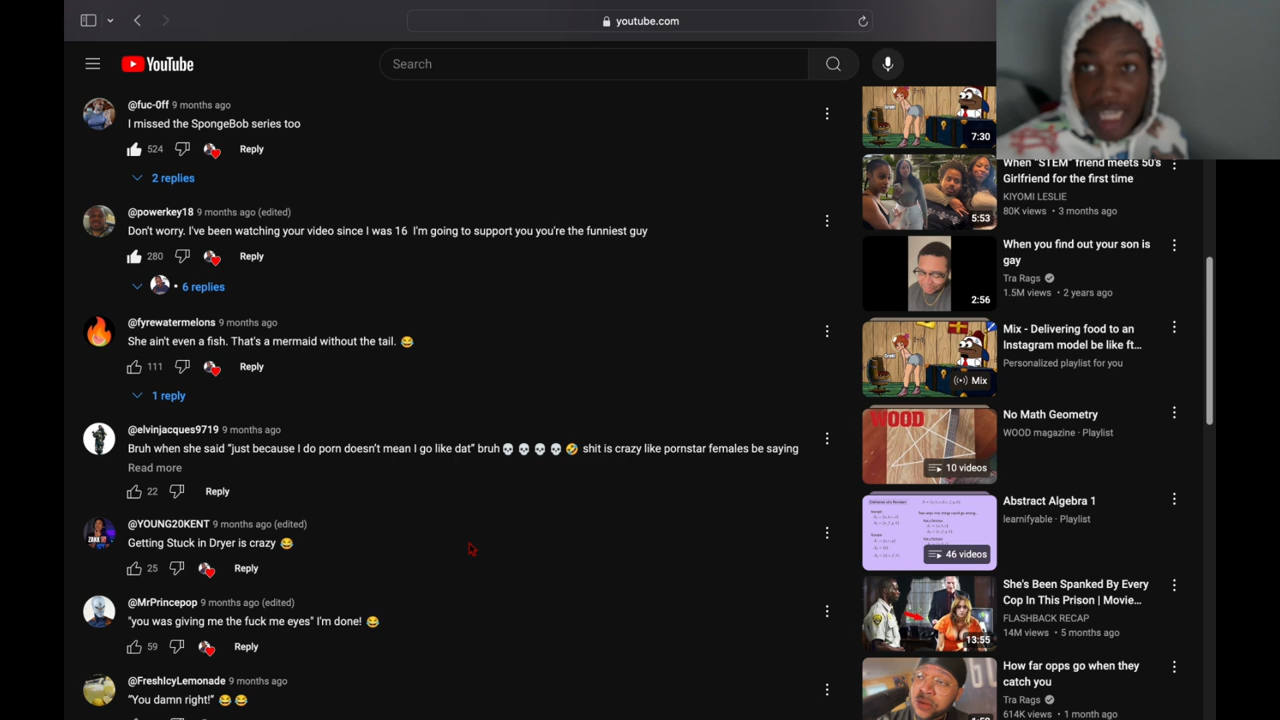 youtube.com
YouTube
Search
@fuc-0ff 9 months ago
I missed the SpongeBob series too
524
Reply
2 replies
@powerkey18 9 months ago (edited)
Don't worry. I've been watching your video since I was 16 I'm going to support you you're the funniest guy
280
Reply
6 replies
@fyrewatermelons 9 months ago
She ain't even a fish. That's a mermaid without the tail. 😂
111
Reply
1 reply
@elvinjacques9719 9 months ago
Bruh when she said “just because I do porn doesn’t mean I go like dat” bruh💀💀💀💀🤣 shit is crazy like pornstar females be saying
Read more
22
Reply
@YOUNG2GRENT 9 months ago (edited)
Getting Stuck in Dryer is crazy 😂
25
Reply
@MrPrincepop 9 months ago (edited)
"you was giving me the fuck me eyes" I'm done! 😂
59
Reply
@FreshIcyLemonade 9 months ago
“You damn right!” 😂 😂
7:30
When "STEM" friend meets 50's
Girlfriend for the first time
KIYOMI LESLIE
80K views • 3 months ago
5:53
When you find out your son is
gay
Tra Rags
1.5M views • 2 years ago
2:56
Mix - Delivering food to an
Instagram model be like ft...
Personalized playlist for you
Mix
WOOD
No Math Geometry
WOOD magazine · Playlist
10 videos
Abstract Algebra 1
learnifyable · Playlist
46 videos
She's Been Spanked By Every
Cop In This Prison | Movie...
FLASHBACK RECAP
14M views • 5 months ago
13:55
How far opps go when they
catch you
Tra Rags
614K views • 1 month ago